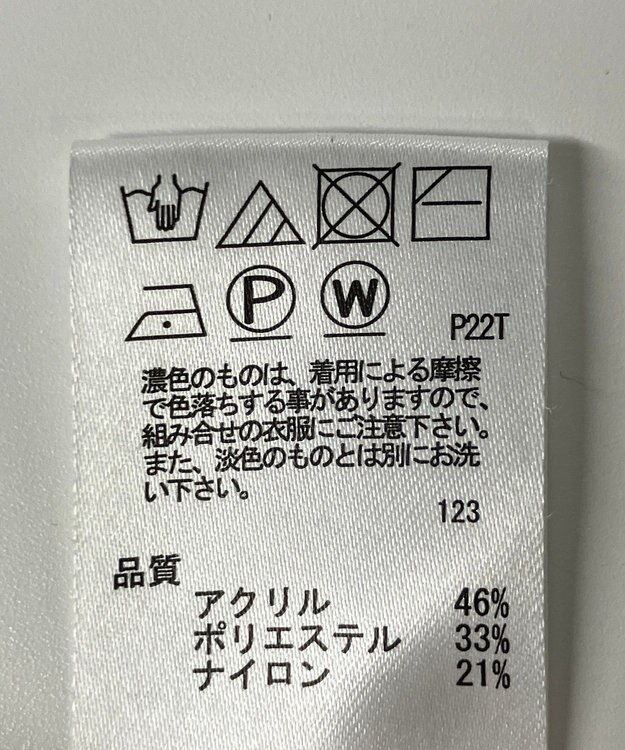 P W P22T
濃色のものは、着用による摩擦
で色落ちする事がありますので、
組み合せの衣服にご注意下さい。
また、淡色のものとは別にお洗
い下さい。
123
品質
アクリル 46%
ポリエステル 33%
ナイロン 21%